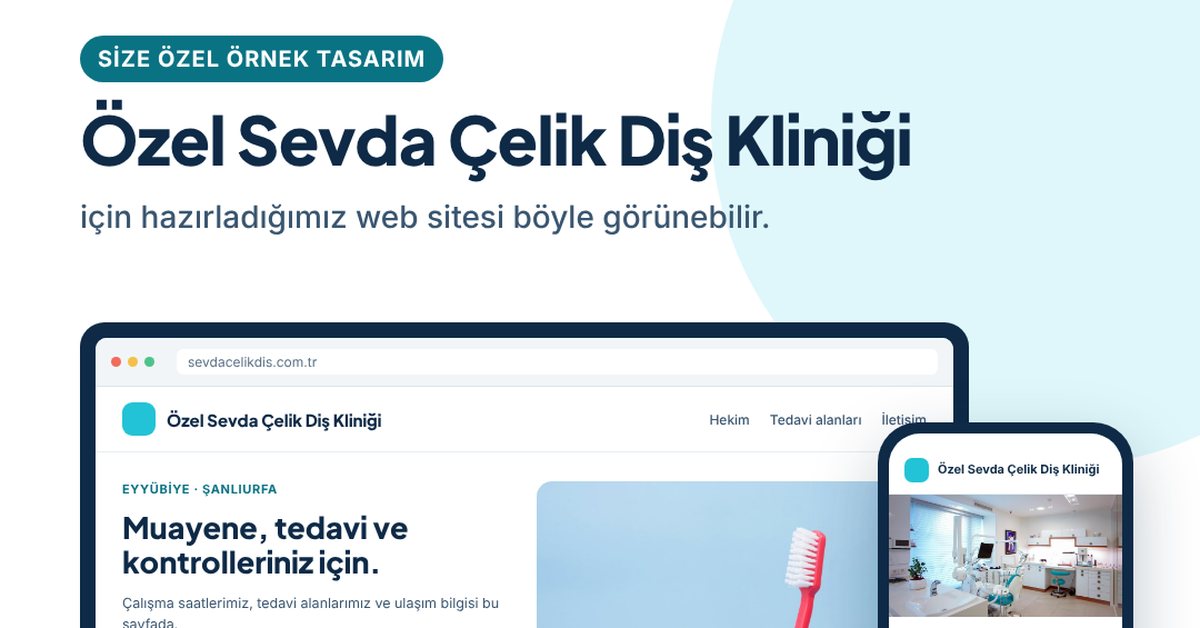 SİZE ÖZEL ÖRNEK TASARIM
Özel Sevda Çelik Diş Kliniği
için hazırladığımız web sitesi böyle görünebilir.
sevdacelikdis.com.tr
Özel Sevda Çelik Diş Kliniği
Hekim Tedavi alanları İletişim
Özel Sevda Çelik Diş Kliniği
EYYÜBİYE · ŞANLIURFA
Muayene, tedavi ve
kontrolleriniz için.
Çalışma saatlerimiz, tedavi alanlarımız ve ulaşım bilgisi bu
sayfada.